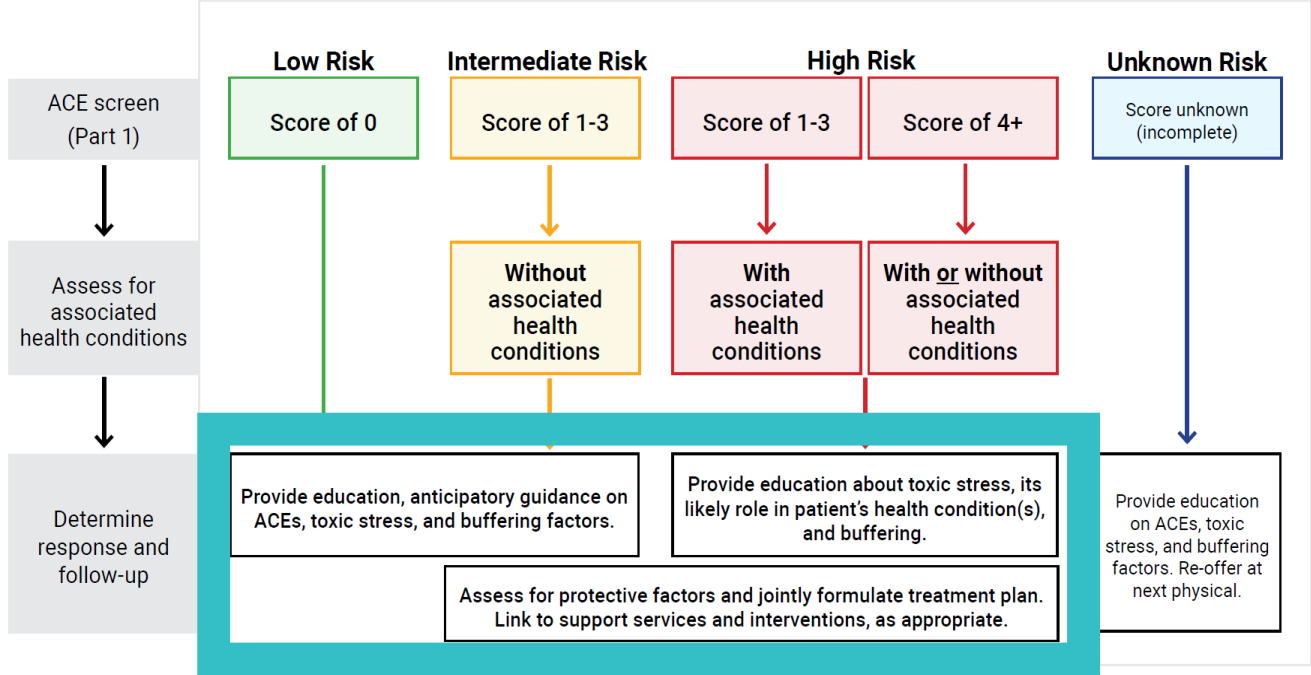 Low Risk
Intermediate Risk
High Risk
Unknown Risk
ACE screen
(Part 1)
Score of 0
Score of 1-3
Score of 1-3
Score of 4+
Score unknown
(incomplete)
Assess for
associated
health conditions
Without
associated
health
conditions
With
associated
health
conditions
With or without
associated
health
conditions
Determine
response and
follow-up
Provide education, anticipatory guidance on
ACEs, toxic stress, and buffering factors.
Provide education about toxic stress, its
likely role in patient's health condition(s),
and buffering.
Assess for protective factors and jointly formulate treatment plan.
Link to support services and interventions, as appropriate.
Provide education
on ACEs, toxic
stress, and buffering
factors. Re-offer at
next physical.